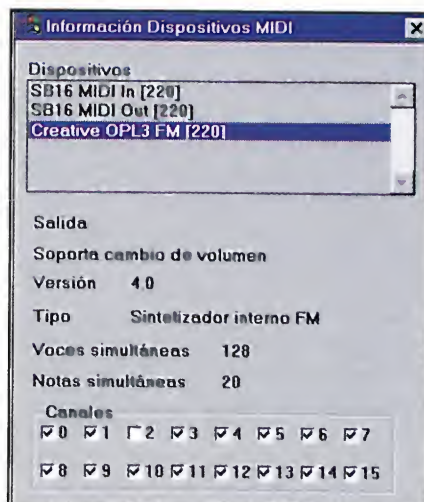 Información Dispositivos MIDI
Dispositivos
SB16 MIDI In [220]
SB16 MIDI Out [220]
Creative OPL3 FM [220]
Salida
Soporta cambio de volumen
Versión 4.0
Tipo Sintetizador interno FM
Voces simultáneas 128
Notas simultáneas 20
Canales
0 1 2 3 4 5 6 7
8 9 10 11 12 13 14 15